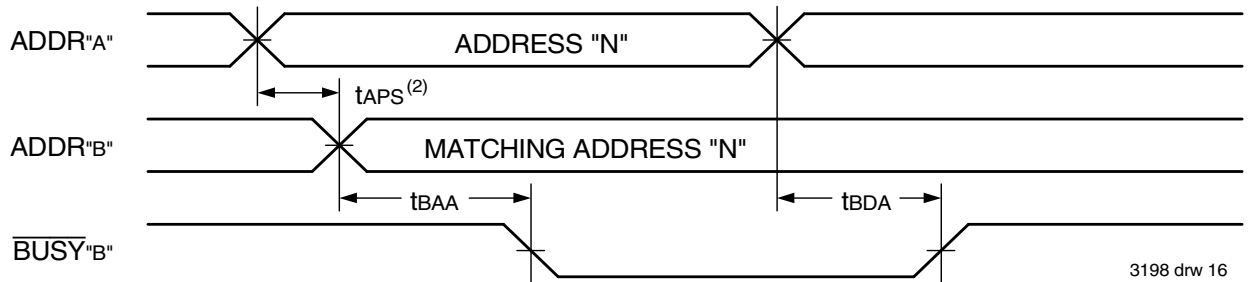 ADDR"A"
ADDRESS "N"
tAPS(2)
ADDR"B"
MATCHING ADDRESS "N"
tBAA
tBDA
BUSY"B"
3198 drw 16